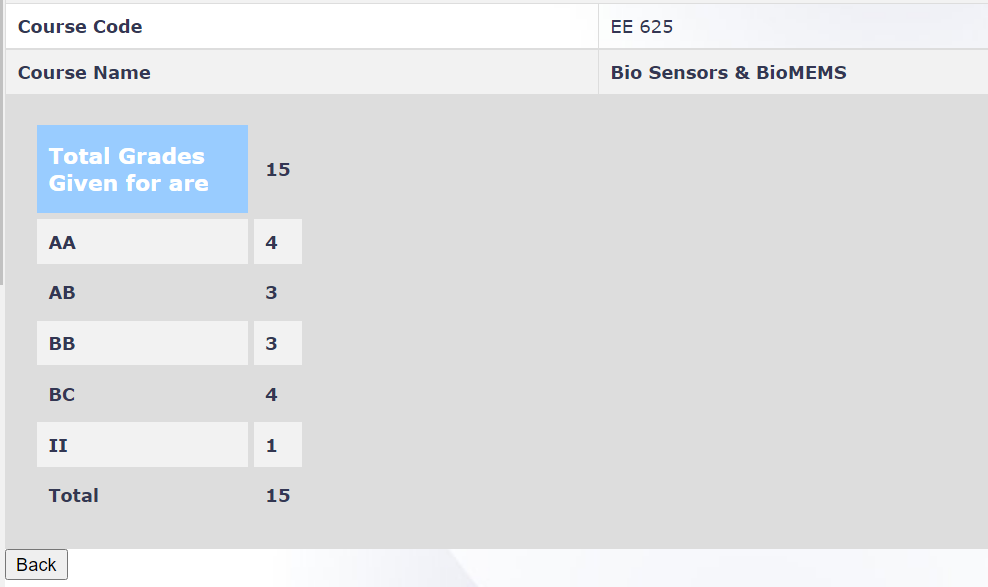 Course Code EE 625
Course Name Bio Sensors & BioMEMS
Total Grades
Given for are 15
AA 4
AB 3
BB 3
BC 4
II 1
Total 15
Back